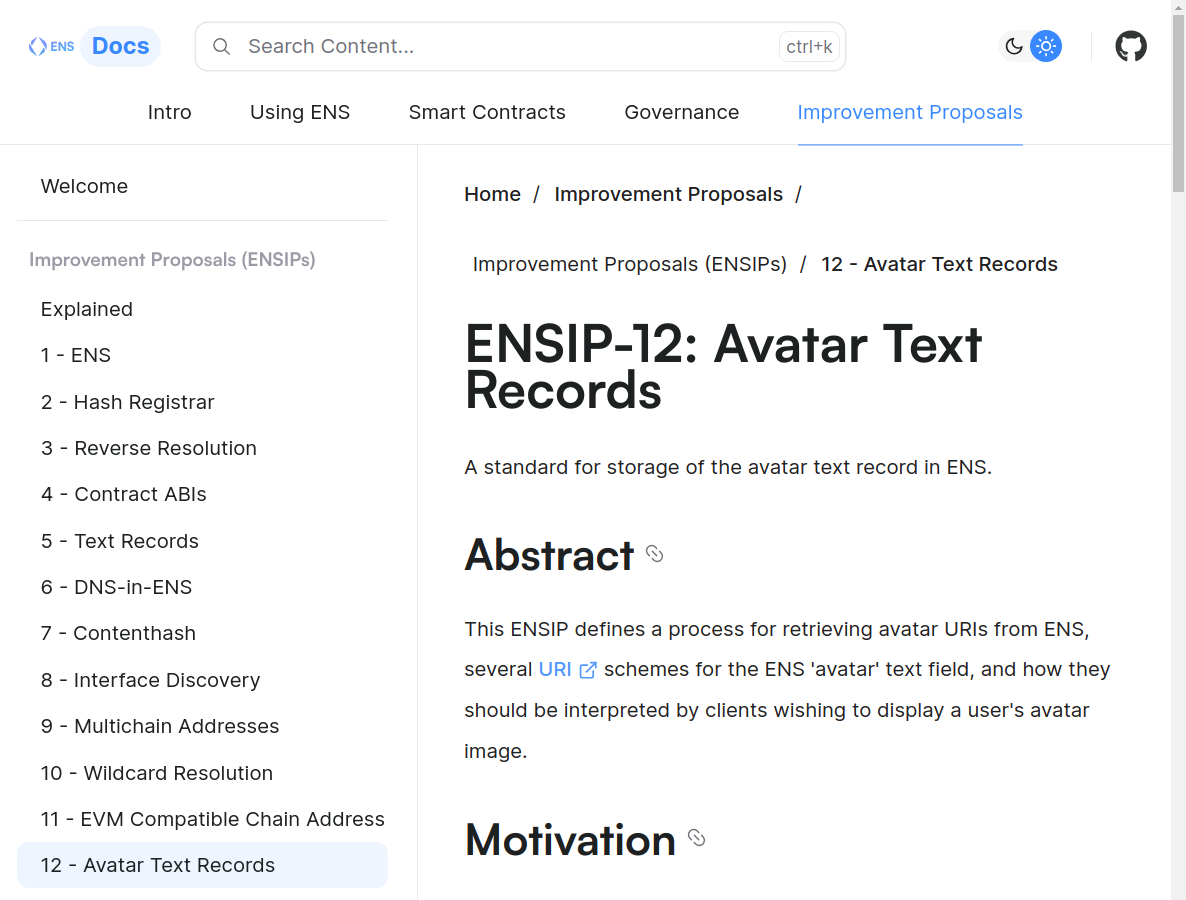 ENS Docs
Search Content...
ctrl+k
Intro
Using ENS
Smart Contracts
Governance
Improvement Proposals
Welcome
Improvement Proposals (ENSIPs)
Explained
1 - ENS
2 - Hash Registrar
3 - Reverse Resolution
4 - Contract ABIs
5 - Text Records
6 - DNS-in-ENS
7 - Contenthash
8 - Interface Discovery
9 - Multichain Addresses
10 - Wildcard Resolution
11 - EVM Compatible Chain Address
12 - Avatar Text Records
Home / Improvement Proposals /
Improvement Proposals (ENSIPs) / 12 - Avatar Text Records
ENSIP-12: Avatar Text
Records
A standard for storage of the avatar text record in ENS.
Abstract
This ENSIP defines a process for retrieving avatar URIs from ENS,
several URI schemes for the ENS 'avatar' text field, and how they
should be interpreted by clients wishing to display a user's avatar
image.
Motivation